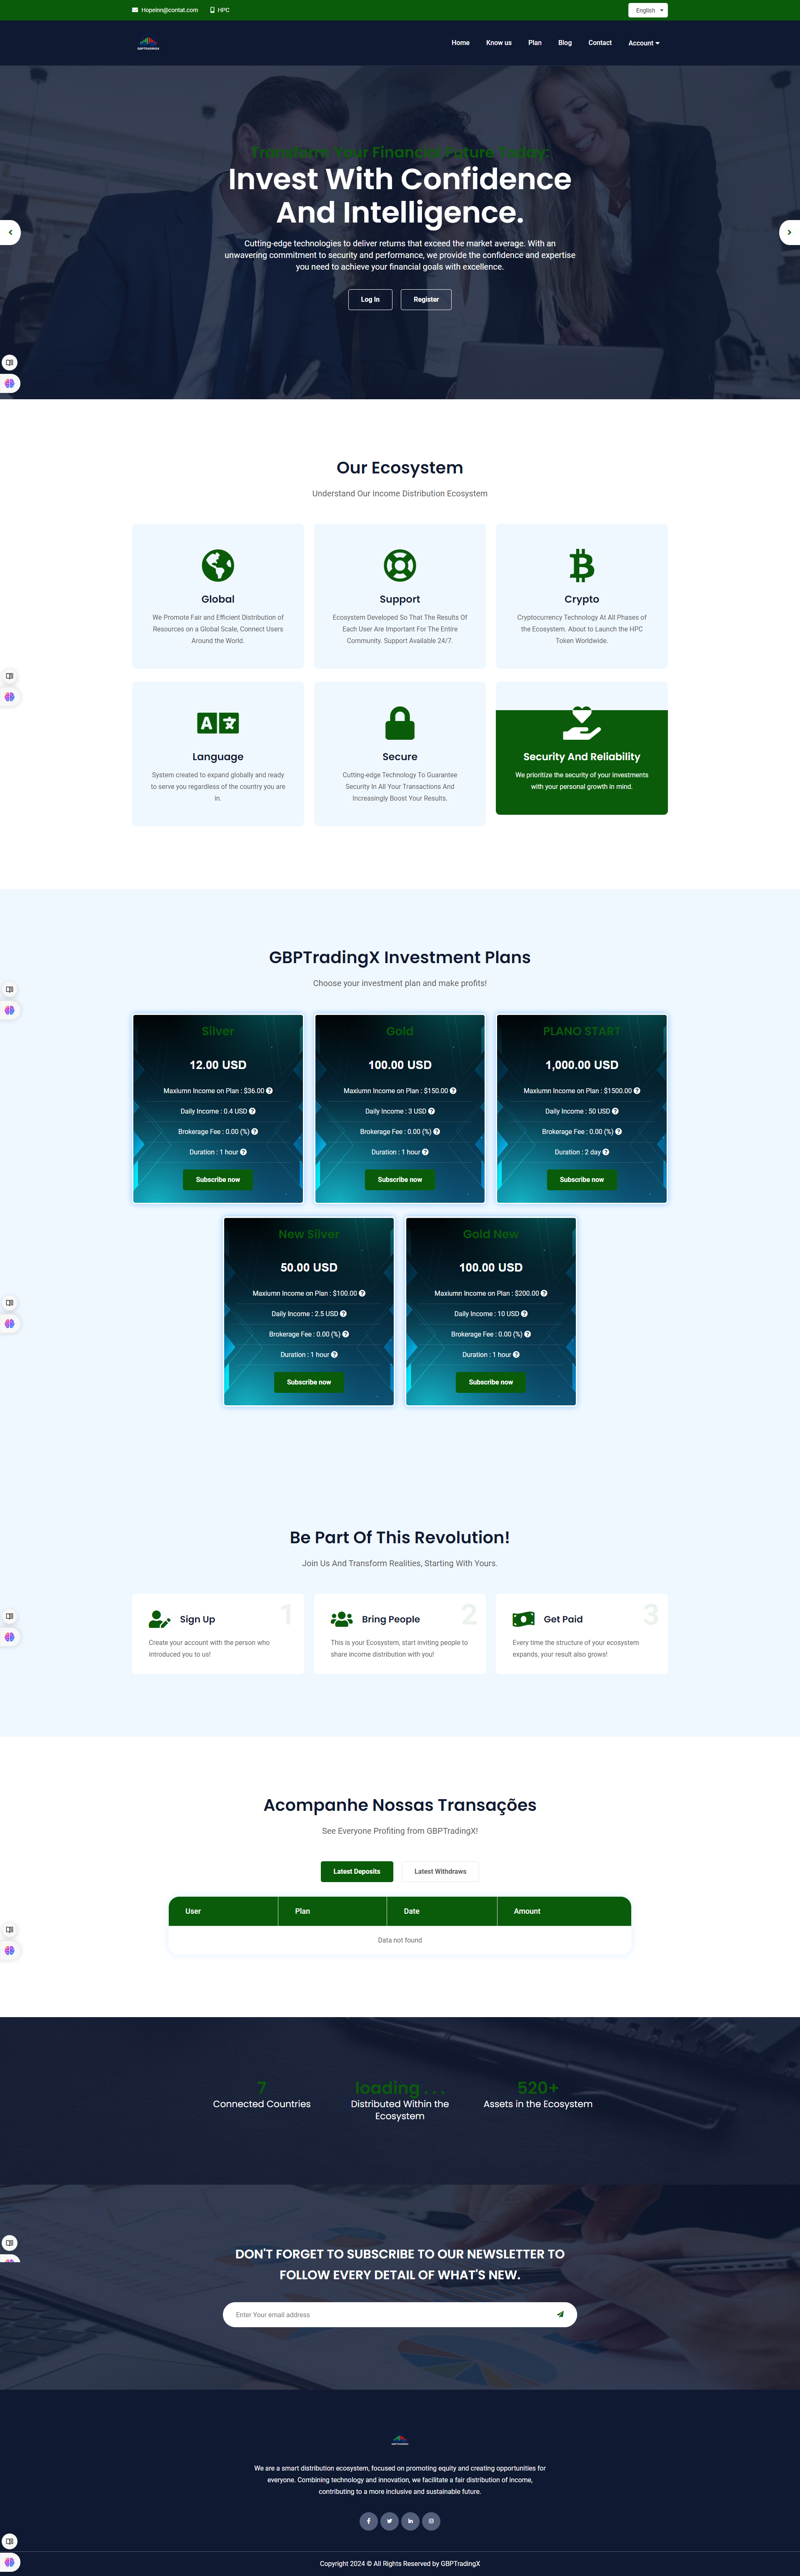 Hopeinn@contat.com
HPC
English
GBPTRADINGX
Home
Know us
Plan
Blog
Contact
Account
Transform Your Financial Future Today:
Invest With Confidence
And Intelligence.
Cutting-edge technologies to deliver returns that exceed the market average. With an
unwavering commitment to security and performance, we provide the confidence and expertise
you need to achieve your financial goals with excellence.
Log In
Register
Our Ecosystem
Understand Our Income Distribution Ecosystem
Global
We Promote Fair and Efficient Distribution of
Resources on a Global Scale, Connect Users
Around the World.
Support
Ecosystem Developed So That The Results Of
Each User Are Important For The Entire
Community. Support Available 24/7.
Crypto
Cryptocurrency Technology At All Phases of
the Ecosystem. About to Launch the HPC
Token Worldwide.
Language
System created to expand globally and ready
to serve you regardless of the country you are
in.
Secure
Cutting-edge Technology To Guarantee
Security In All Your Transactions And
Increasingly Boost Your Results.
Security And Reliability
We prioritize the security of your investments
with your personal growth in mind.
GBPTradingX Investment Plans
Choose your investment plan and make profits!
Silver
12.00 USD
Maxiumn Income on Plan : $36.00
Daily Income : 0.4 USD
Brokerage Fee : 0.00 (%)
Duration : 1 hour
Subscribe now
Gold
100.00 USD
Maxiumn Income on Plan : $150.00
Daily Income : 3 USD
Brokerage Fee : 0.00 (%)
Duration : 1 hour
Subscribe now
PLANO START
1,000.00 USD
Maxiumn Income on Plan : $1500.00
Daily Income : 50 USD
Brokerage Fee : 0.00 (%)
Duration : 2 day
Subscribe now
New Silver
50.00 USD
Maxiumn Income on Plan : $100.00
Daily Income : 2.5 USD
Brokerage Fee : 0.00 (%)
Duration : 1 hour
Subscribe now
Gold New
100.00 USD
Maxiumn Income on Plan : $200.00
Daily Income : 10 USD
Brokerage Fee : 0.00 (%)
Duration : 1 hour
Subscribe now
Be Part Of This Revolution!
Join Us And Transform Realities, Starting With Yours.
Sign Up
1
Create your account with the person who
introduced you to us!
Bring People
2
This is your Ecosystem, start inviting people to
share income distribution with you!
Get Paid
3
Every time the structure of your ecosystem
expands, your result also grows!
Acompanhe Nossas Transações
See Everyone Profiting from GBPTradingX!
Latest Deposits
Latest Withdraws
User
Plan
Date
Amount
Data not found
7
Connected Countries
loading . . .
Distributed Within the
Ecosystem
520+
Assets in the Ecosystem
DON'T FORGET TO SUBSCRIBE TO OUR NEWSLETTER TO
FOLLOW EVERY DETAIL OF WHAT'S NEW.
Enter Your email address
GBPTRADINGX
We are a smart distribution ecosystem, focused on promoting equity and creating opportunities for
everyone. Combining technology and innovation, we facilitate a fair distribution of income,
contributing to a more inclusive and sustainable future.
Copyright 2024 © All Rights Reserved by GBPTradingX